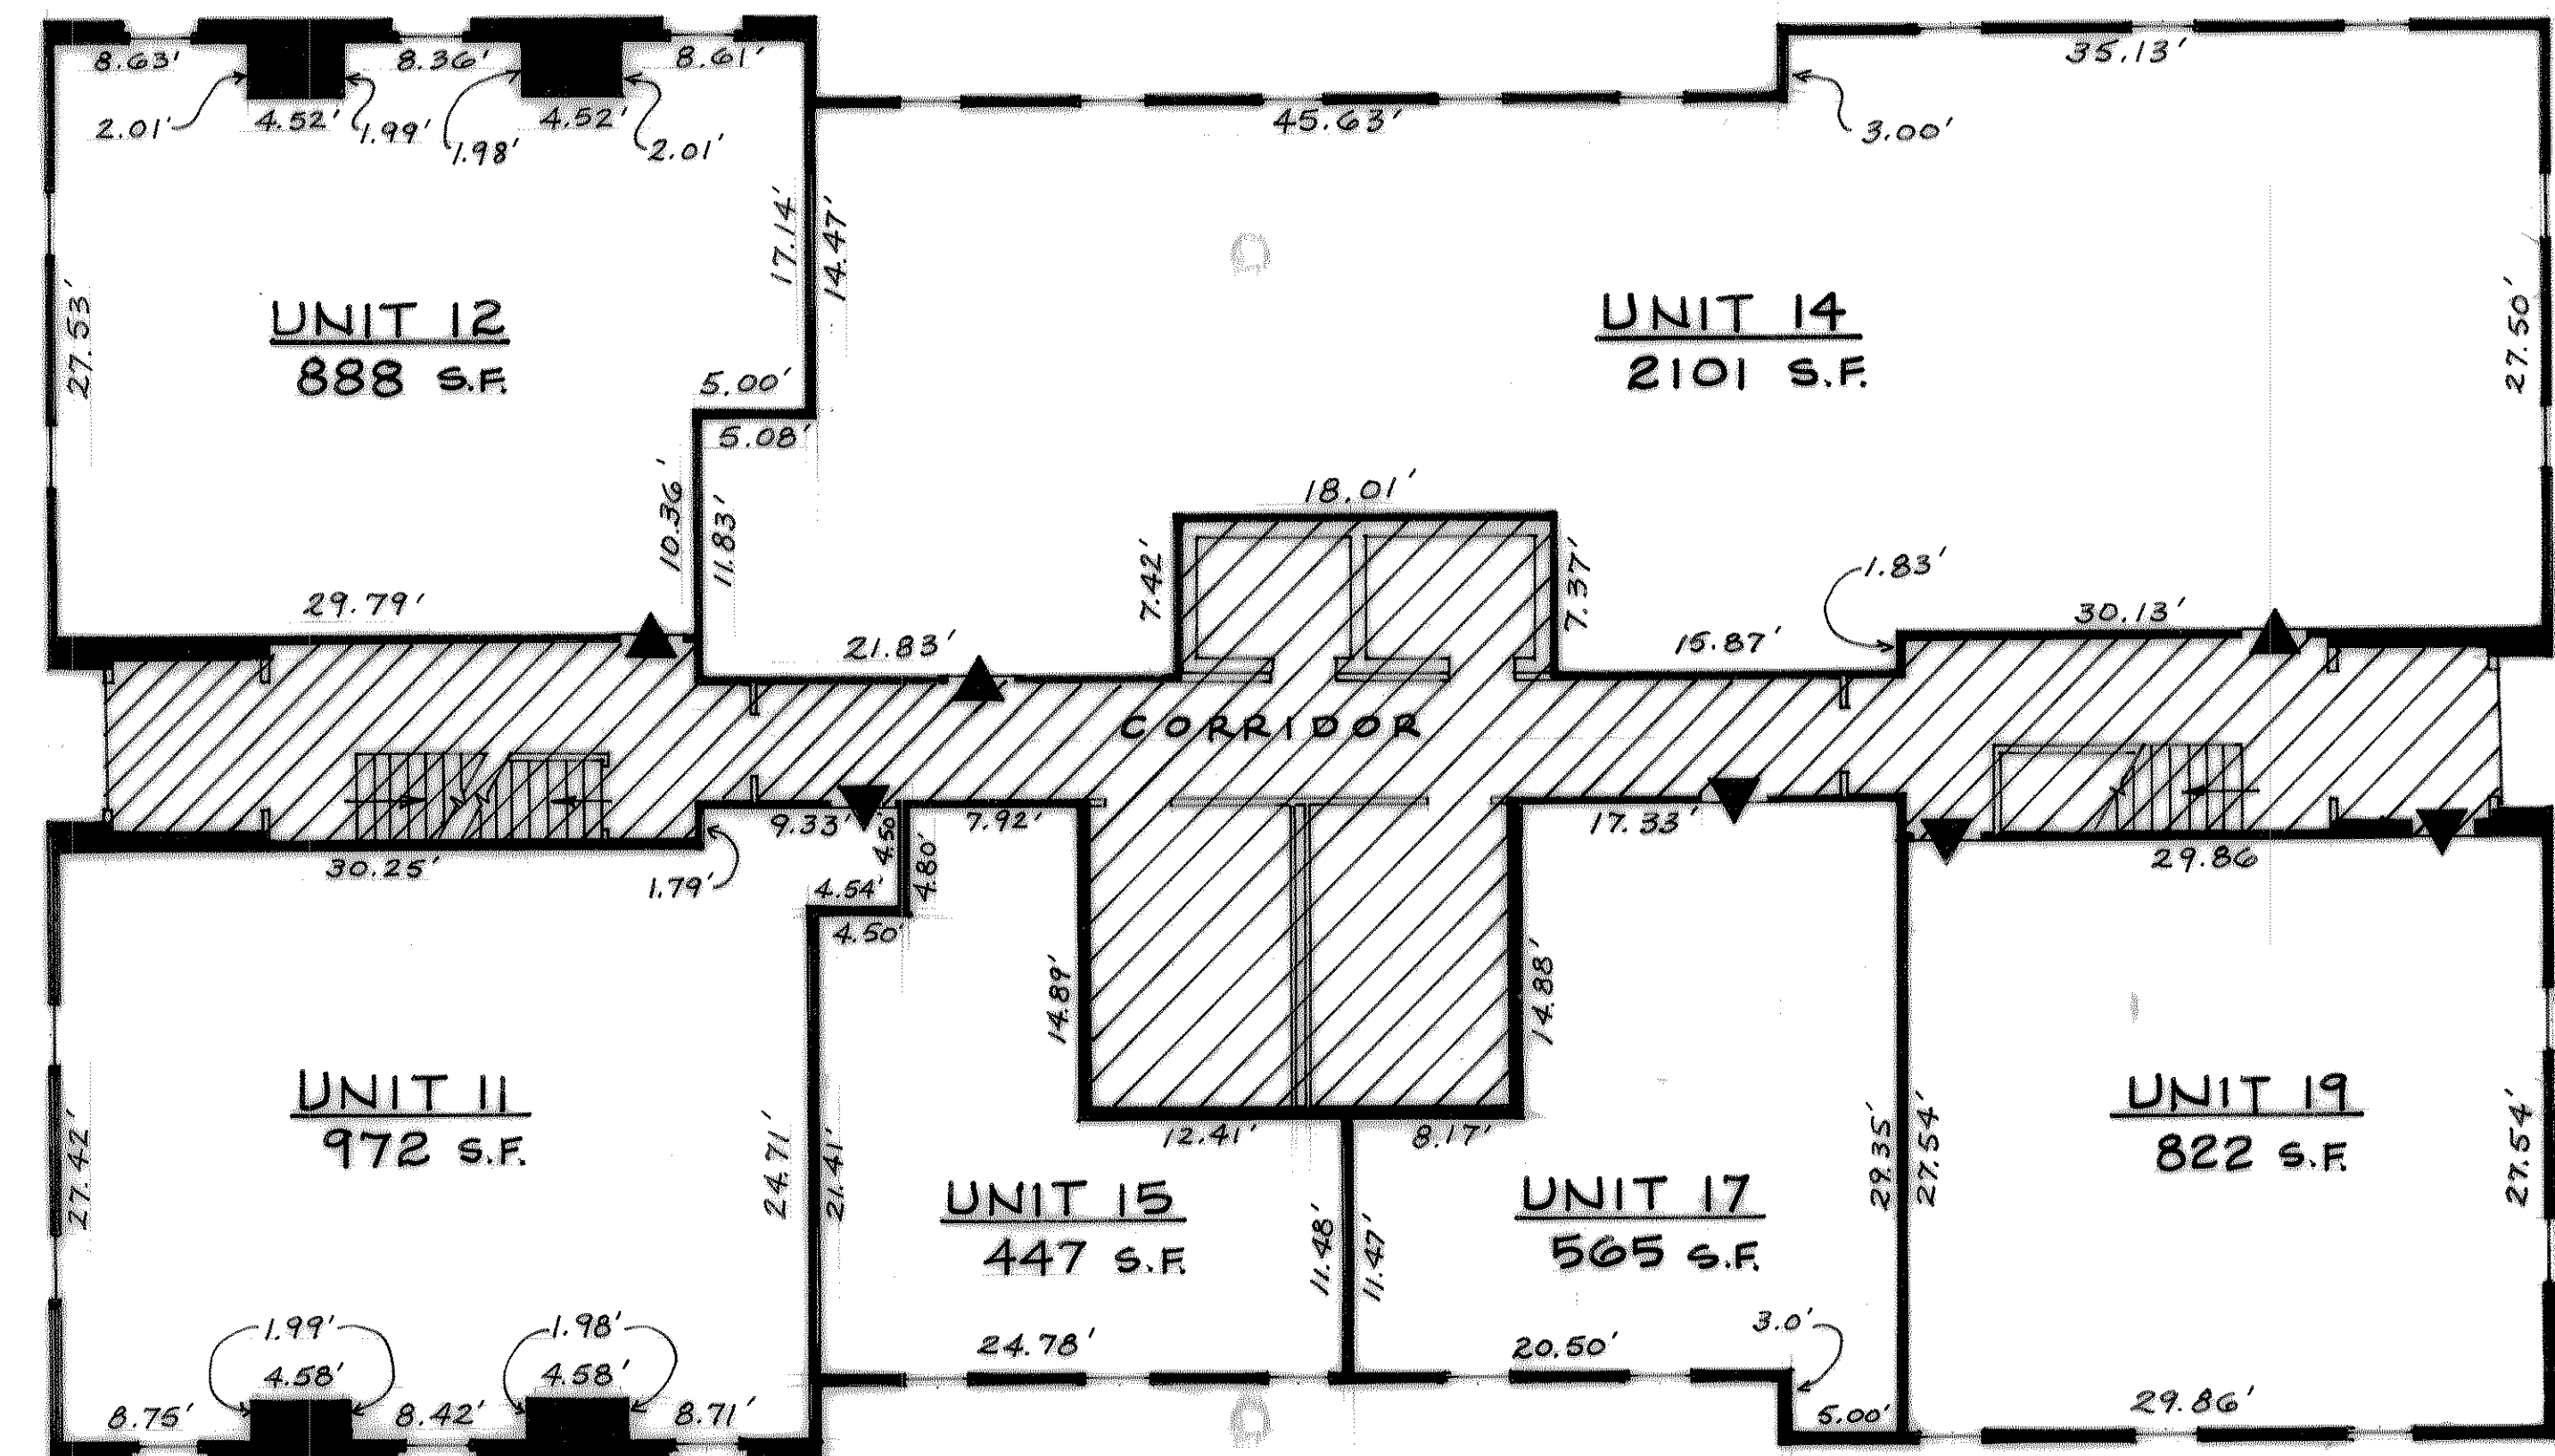 8.63' 8.36' 8.61' 35.13'
2.01' 4.52' 1.99' 1.98' 4.52' 2.01' 45.63' 3.00'
17.14' 14.47'
27.53' 27.50'
UNIT 12
888 S.F.
UNIT 14
2101 S.F.
5.00'
5.08'
10.36' 11.83'
18.01'
7.42' 7.37'
1.83'
29.79' 21.83' 15.87' 30.13'
CORRIDOR
30.25' 1.79' 9.33' 4.50' 4.80' 7.92' 17.33' 29.86
4.54'
4.50'
14.89' 14.88'
27.42' 24.71' 21.41' 29.35' 27.54' 27.54'
UNIT 11
972 S.F.
12.41' 8.17'
UNIT 15
447 S.F.
11.48' 11.47'
UNIT 17
565 S.F.
UNIT 19
822 S.F.
1.99' 1.98' 24.78' 20.50' 3.0'
4.58' 4.58'
8.75' 8.42' 8.71' 5.00' 29.86'